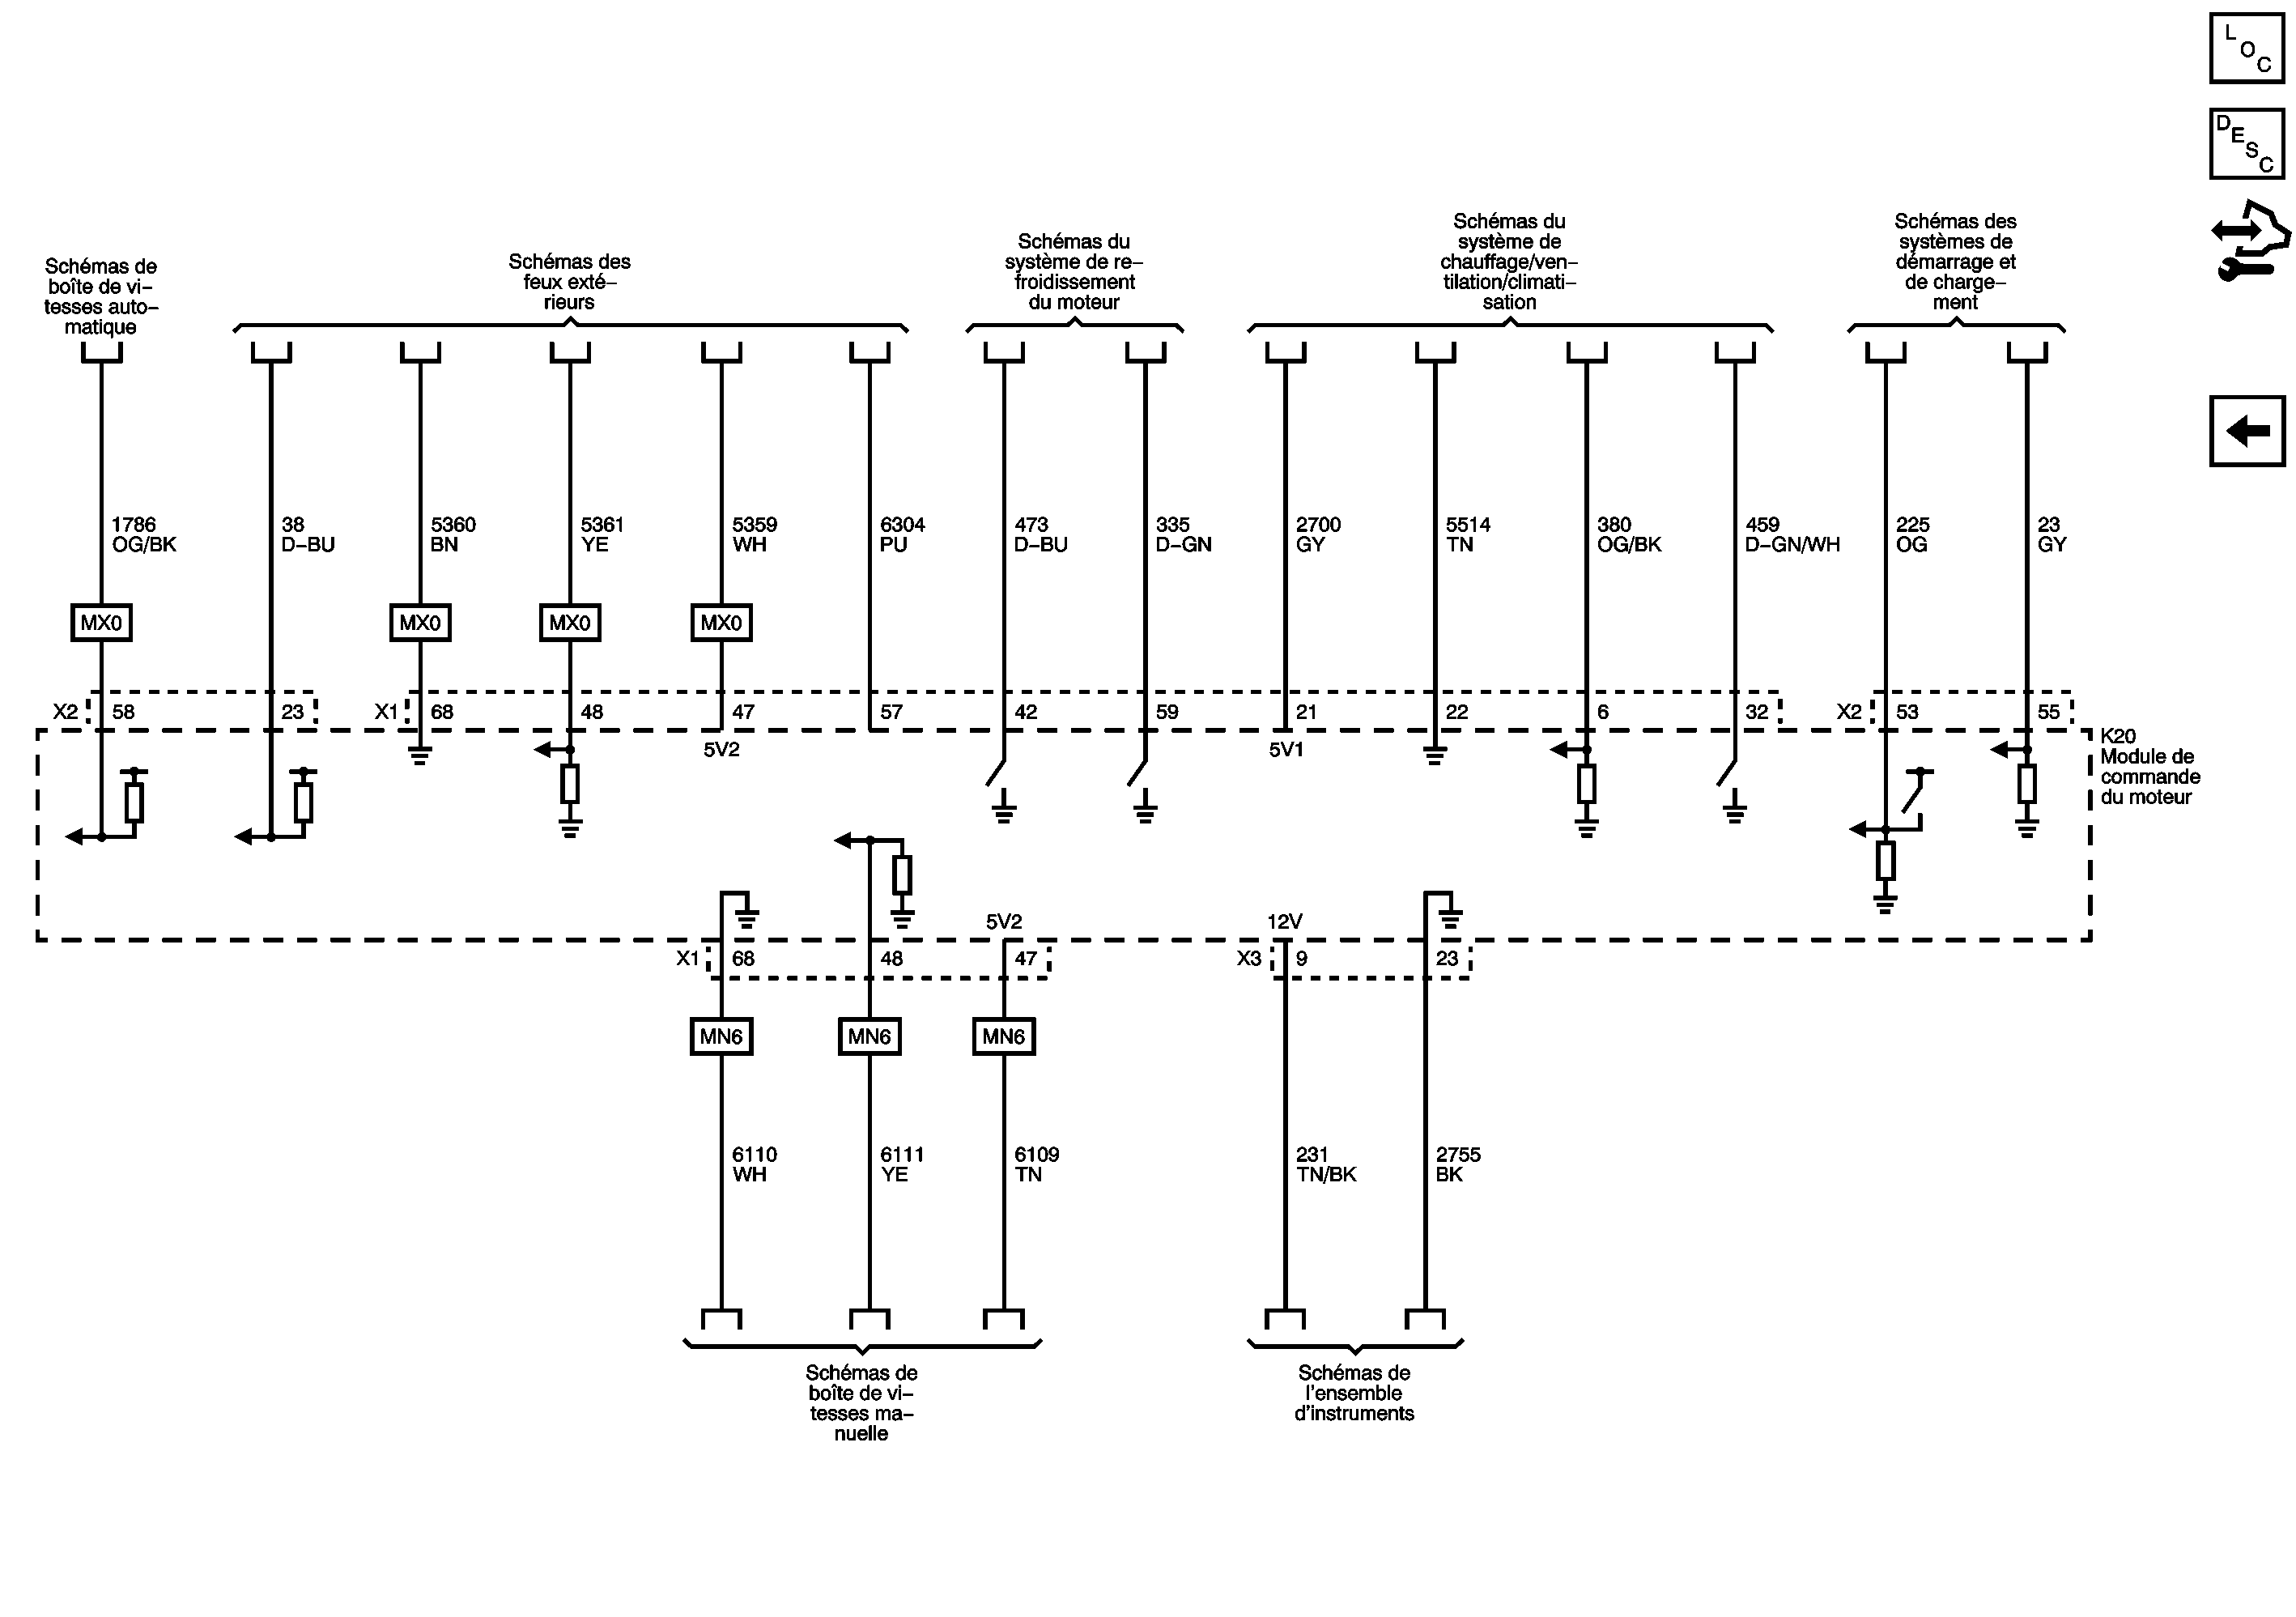 L
O
C
D
E
S
C
Schémas de
boîte de vi–
tesses auto–
matique
Schémas des
feux exté–
rieurs
Schémas du
système de re–
froidissement
du moteur
Schémas du
système de
chauffage/ven–
tilation/climati–
sation
Schémas des
systèmes de
démarrage et
de charge–
ment
1786
OG/BK
38
D–BU
5360
BN
5361
YE
5359
WH
6304
PU
473
D–BU
335
D–GN
2700
GY
5514
TN
380
OG/BK
459
D–GN/WH
225
OG
23
GY
MX0
MX0
MX0
MX0
X2
58
23
X1
68
48
47
57
42
59
21
22
6
32
X2
53
55
5V2
5V1
K20
Module de
commande
du moteur
5V2
12V
X1
68
48
47
X3
9
23
MN6
MN6
MN6
6110
WH
6111
YE
6109
TN
231
TN/BK
2755
BK
Schémas de
boîte de vi–
tesses ma–
nuelle
Schémas de
l'ensemble
d'instruments